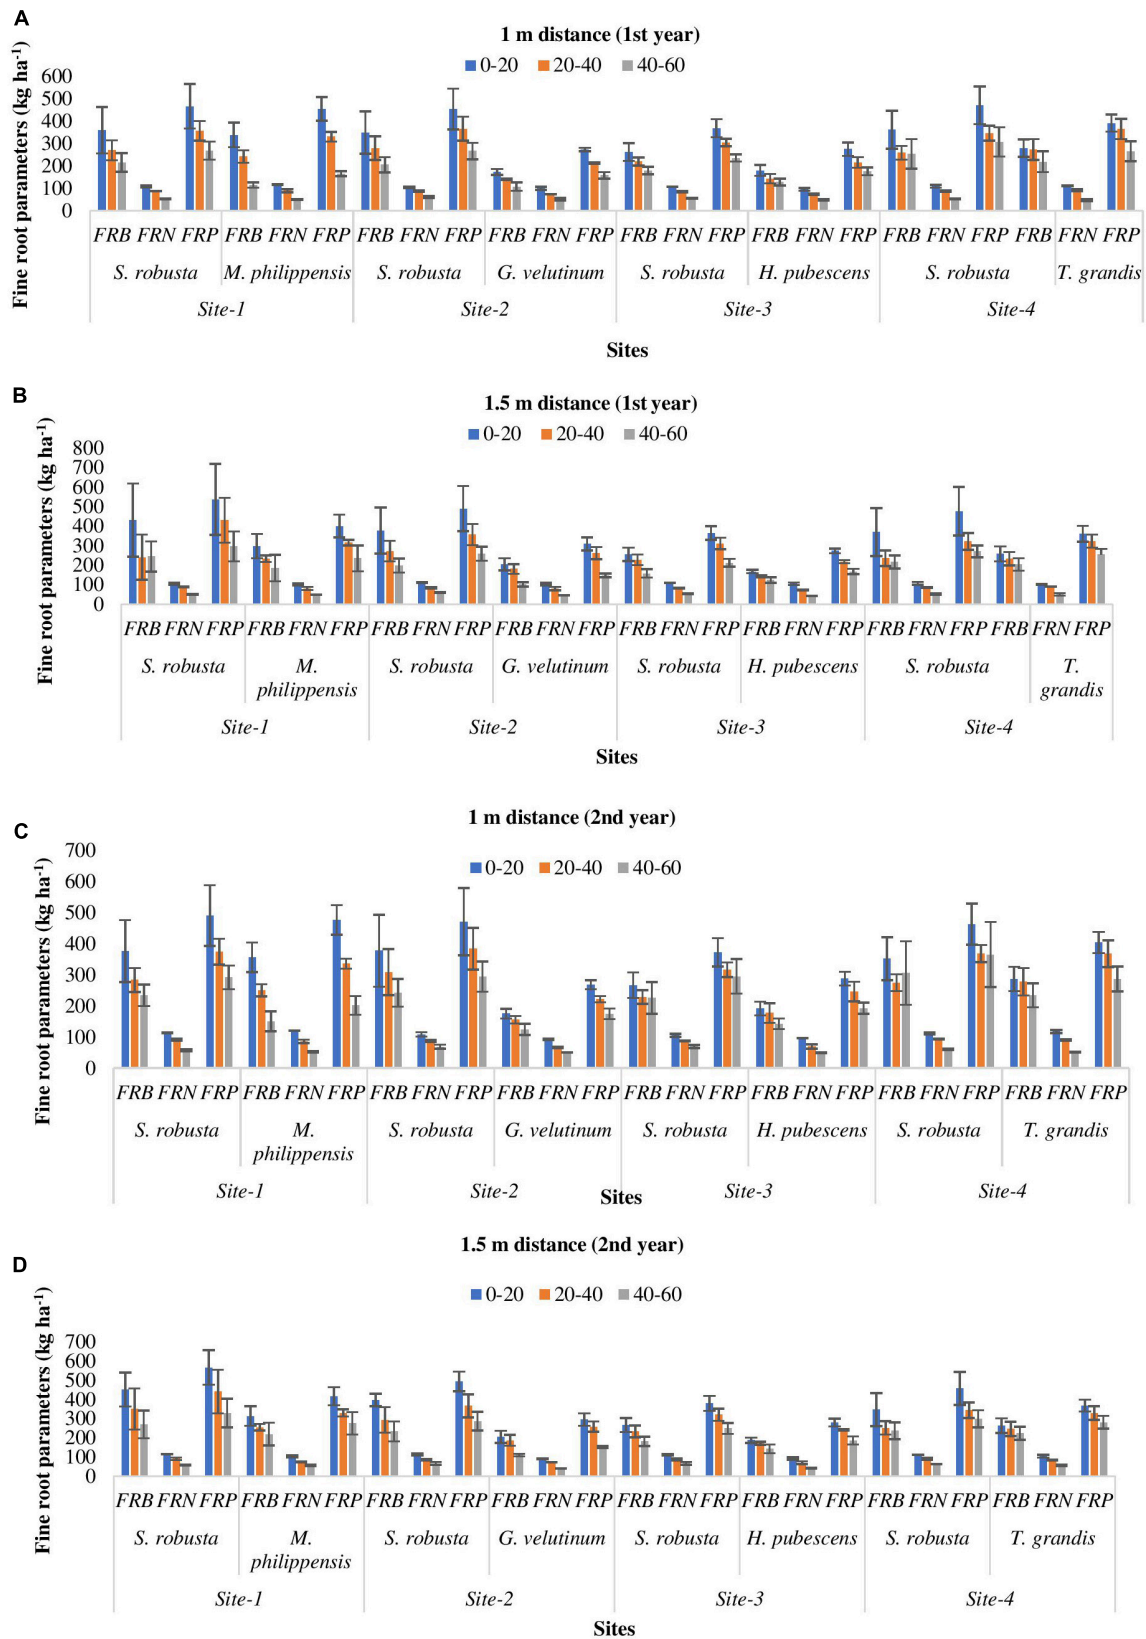 A
1 m distance (1st year)
0-20 20-40 40-60
Fine root parameters (kg ha-1)
600
500
400
300
200
100
0
FRB FRN FRP FRB FRN FRP FRB FRN FRP FRB FRN FRP FRB FRN FRP FRB FRN FRP FRB FRN FRP FRB FRN FRP
S. robusta M. philippensis S. robusta G. velutinum S. robusta H. pubescens S. robusta T. grandis
Site-1 Site-2 Site-3 Site-4
Sites
B
1.5 m distance (1st year)
0-20 20-40 40-60
Fine root parameters (kg ha-1)
800
700
600
500
400
300
200
100
0
FRB FRN FRP FRB FRN FRP FRB FRN FRP FRB FRN FRP FRB FRN FRP FRB FRN FRP FRB FRN FRP FRB FRN FRP
S. robusta M. S. robusta G. velutinum S. robusta H. pubescens S. robusta T.
philippensis grandis
Site-1 Site-2 Site-3 Site-4
Sites
C
1 m distance (2nd year)
0-20 20-40 40-60
Fine root parameters (kg ha-1)
700
600
500
400
300
200
100
0
FRB FRN FRP FRB FRN FRP FRB FRN FRP FRB FRN FRP FRB FRN FRP FRB FRN FRP FRB FRN FRP FRB FRN FRP
S. robusta M. S. robusta G. velutinum S. robusta H. pubescens S. robusta T. grandis
philippensis
Site-1 Site-2 Site-3 Site-4
Sites
D
1.5 m distance (2nd year)
0-20 20-40 40-60
Fine root parameters (kg ha-1)
700
600
500
400
300
200
100
0
FRB FRN FRP FRB FRN FRP FRB FRN FRP FRB FRN FRP FRB FRN FRP FRB FRN FRP FRB FRN FRP FRB FRN FRP
S. robusta M. S. robusta G. velutinum S. robusta H. pubescens S. robusta T. grandis
philippensis
Site-1 Site-2 Site-3 Site-4
Sites